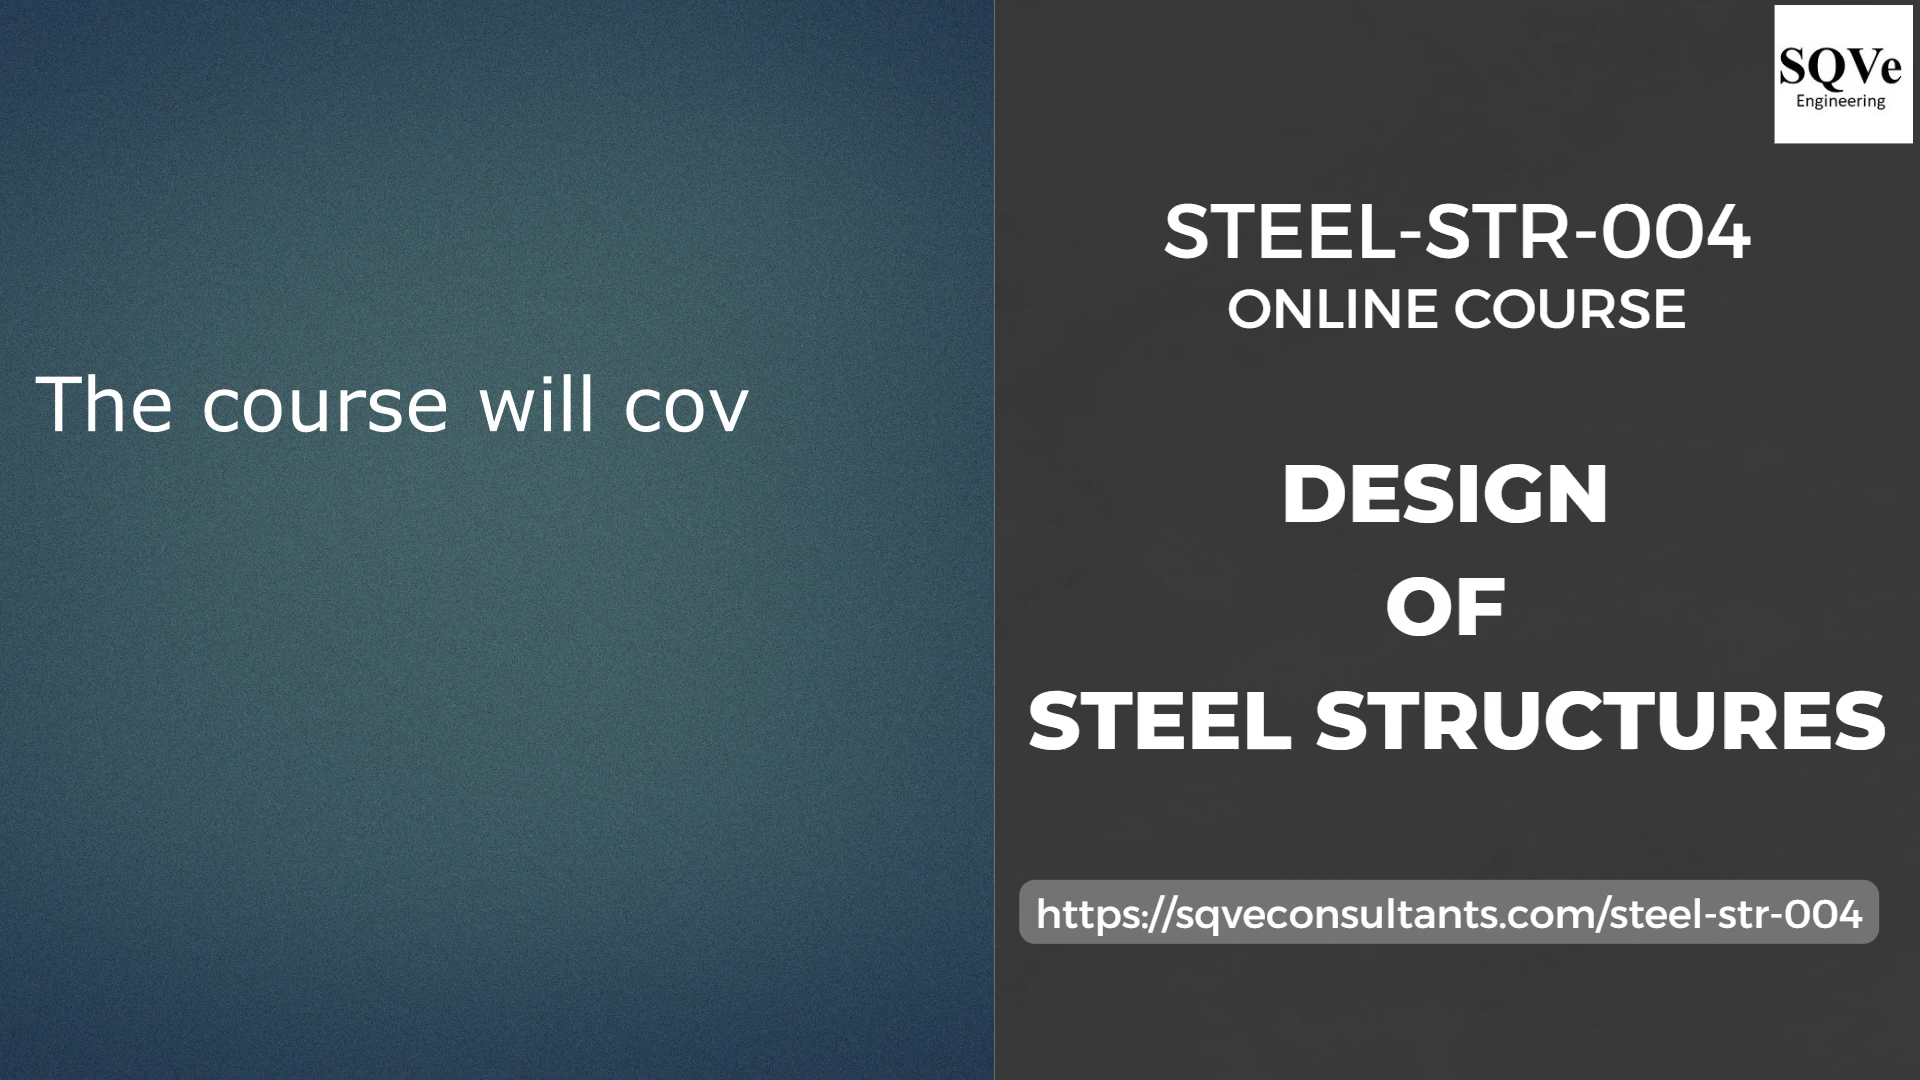 The course will cov
SQVe
Engineering
STEEL-STR-004
ONLINE COURSE
DESIGN
OF
STEEL STRUCTURES
https://sqveconsultants.com/steel-str-004